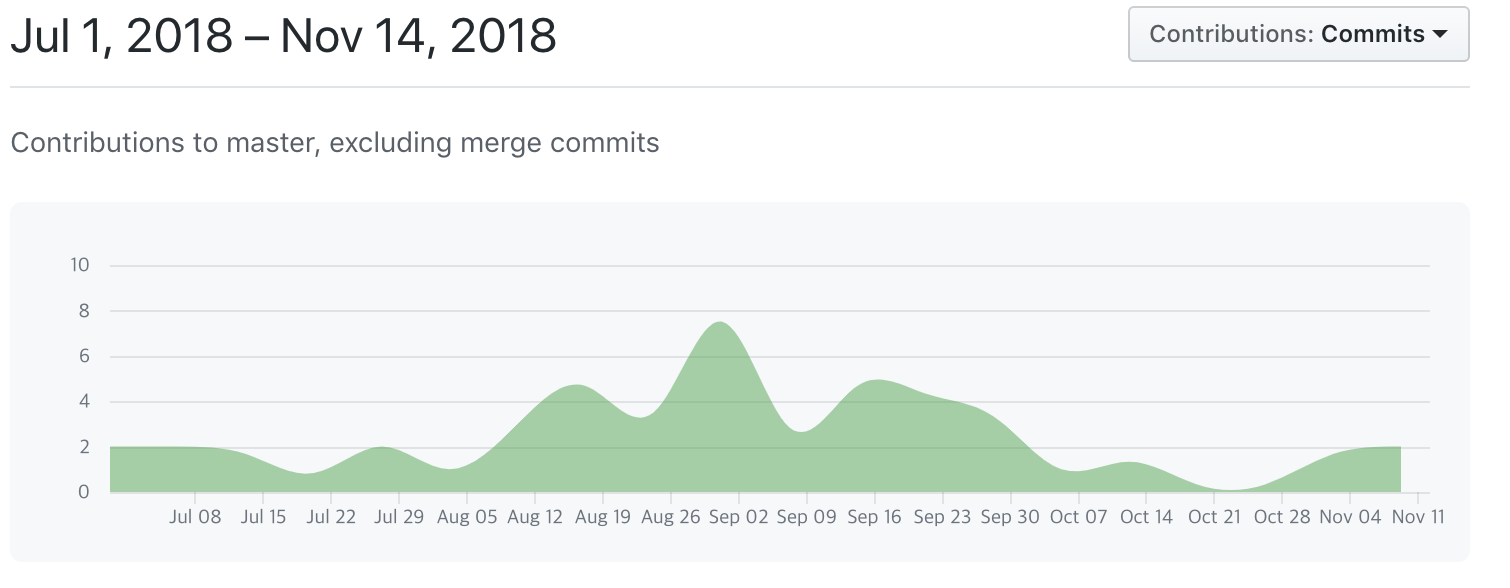 Jul 1, 2018 – Nov 14, 2018
Contributions: Commits
Contributions to master, excluding merge commits
10
8
6
4
2
0
Jul 08 Jul 15 Jul 22 Jul 29 Aug 05 Aug 12 Aug 19 Aug 26 Sep 02 Sep 09 Sep 16 Sep 23 Sep 30 Oct 07 Oct 14 Oct 21 Oct 28 Nov 04 Nov 11